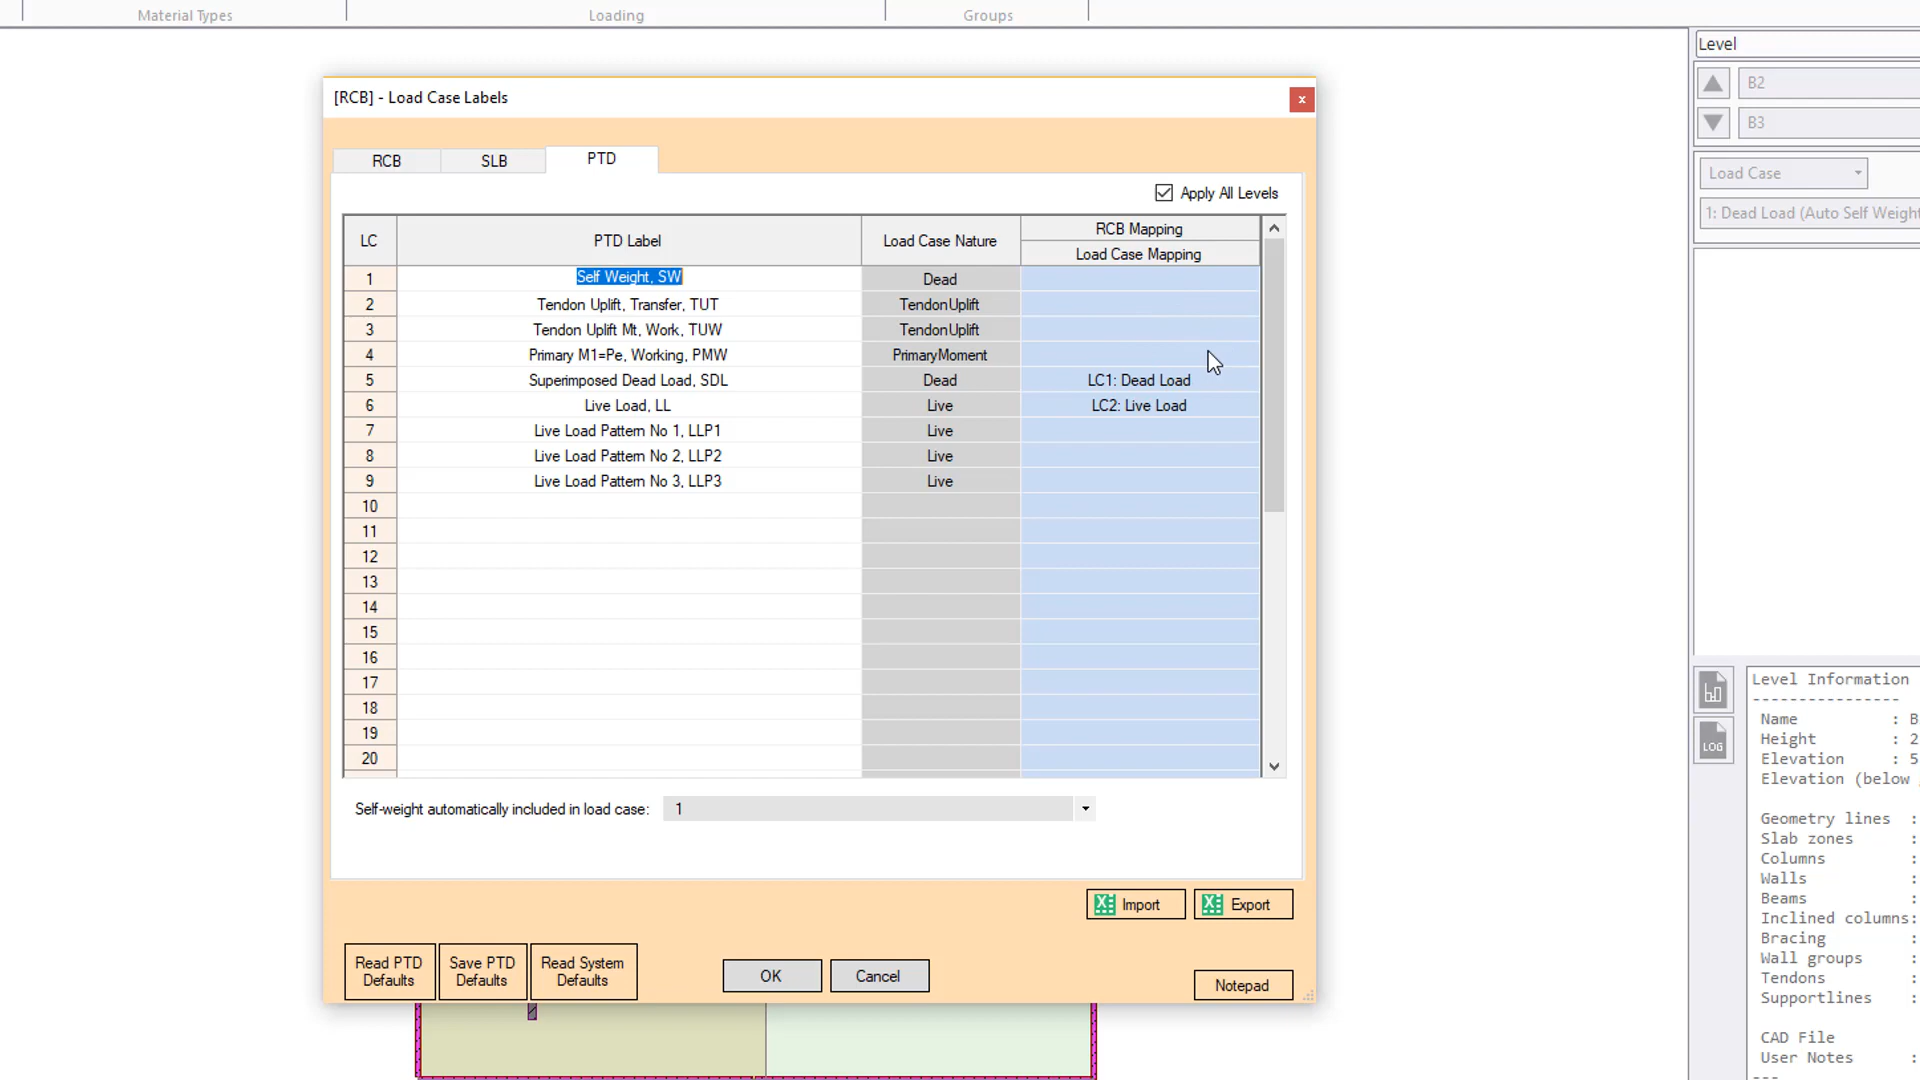 Material Types
Loading
Groups
Level
B2
B3
Load Case
1: Dead Load (Auto Self Weight
[RCB] - Load Case Labels
x
RCB
SLB
PTD
Apply All Levels
LC
PTD Label
Load Case Nature
RCB Mapping
Load Case Mapping
1 Self Weight, SW Dead
2 Tendon Uplift, Transfer, TUT TendonUplift
3 Tendon Uplift Mt, Work, TUW TendonUplift
4 Primary M1=Pe, Working, PMW PrimaryMoment
5 Superimposed Dead Load, SDL Dead LC1: Dead Load
6 Live Load, LL Live LC2: Live Load
7 Live Load Pattern No 1, LLP1 Live
8 Live Load Pattern No 2, LLP2 Live
9 Live Load Pattern No 3, LLP3 Live
10
11
12
13
14
15
16
17
18
19
20
Self-weight automatically included in load case: 1
Import
Export
Read PTD
Defaults
Save PTD
Defaults
Read System
Defaults
OK
Cancel
Notepad
LOG
Level Information
----------------
Name : B
Height : 2
Elevation : 5
Elevation (below
Geometry lines :
Slab zones :
Columns :
Walls :
Beams :
Inclined columns:
Bracing :
Wall groups :
Tendons :
Supportlines :
CAD File
User Notes :
---